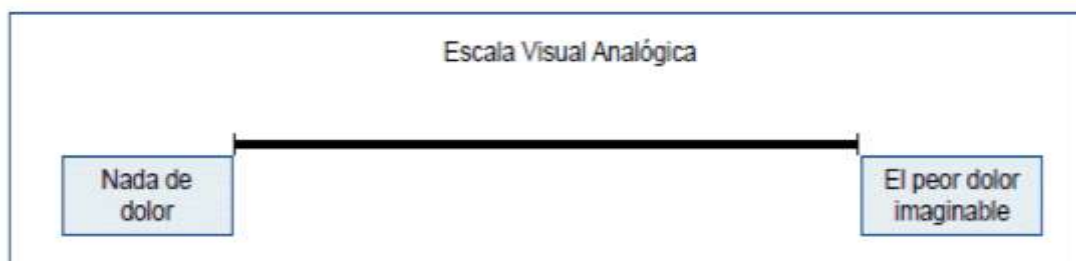 Escala Visual Analógica
Nada de
dolor
El peor dolor
imaginable